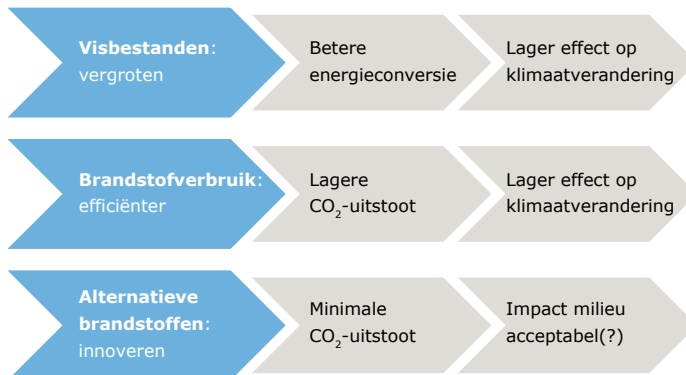 Visbestanden:
vergroten
Betere
energieconversie
Lager effect op
klimaatverandering
Brandstofverbruik:
efficiënter
Lagere
CO₂-uitstoot
Lager effect op
klimaatverandering
Alternatieve
brandstoffen:
innoveren
Minimale
CO₂-uitstoot
Impact milieu
acceptabel(?)